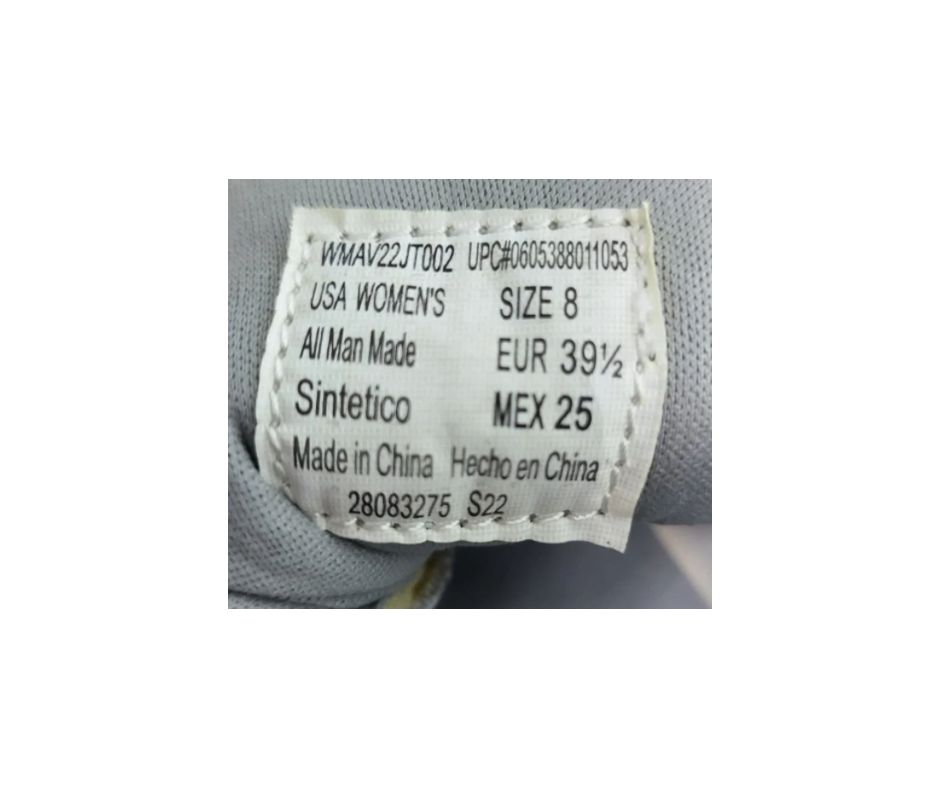 WMAV22JT002 UPC#0605388011053
USA WOMEN'S SIZE 8
All Man Made EUR 39½
Sintetico MEX 25
Made in China Hecho en China
28083275 S22